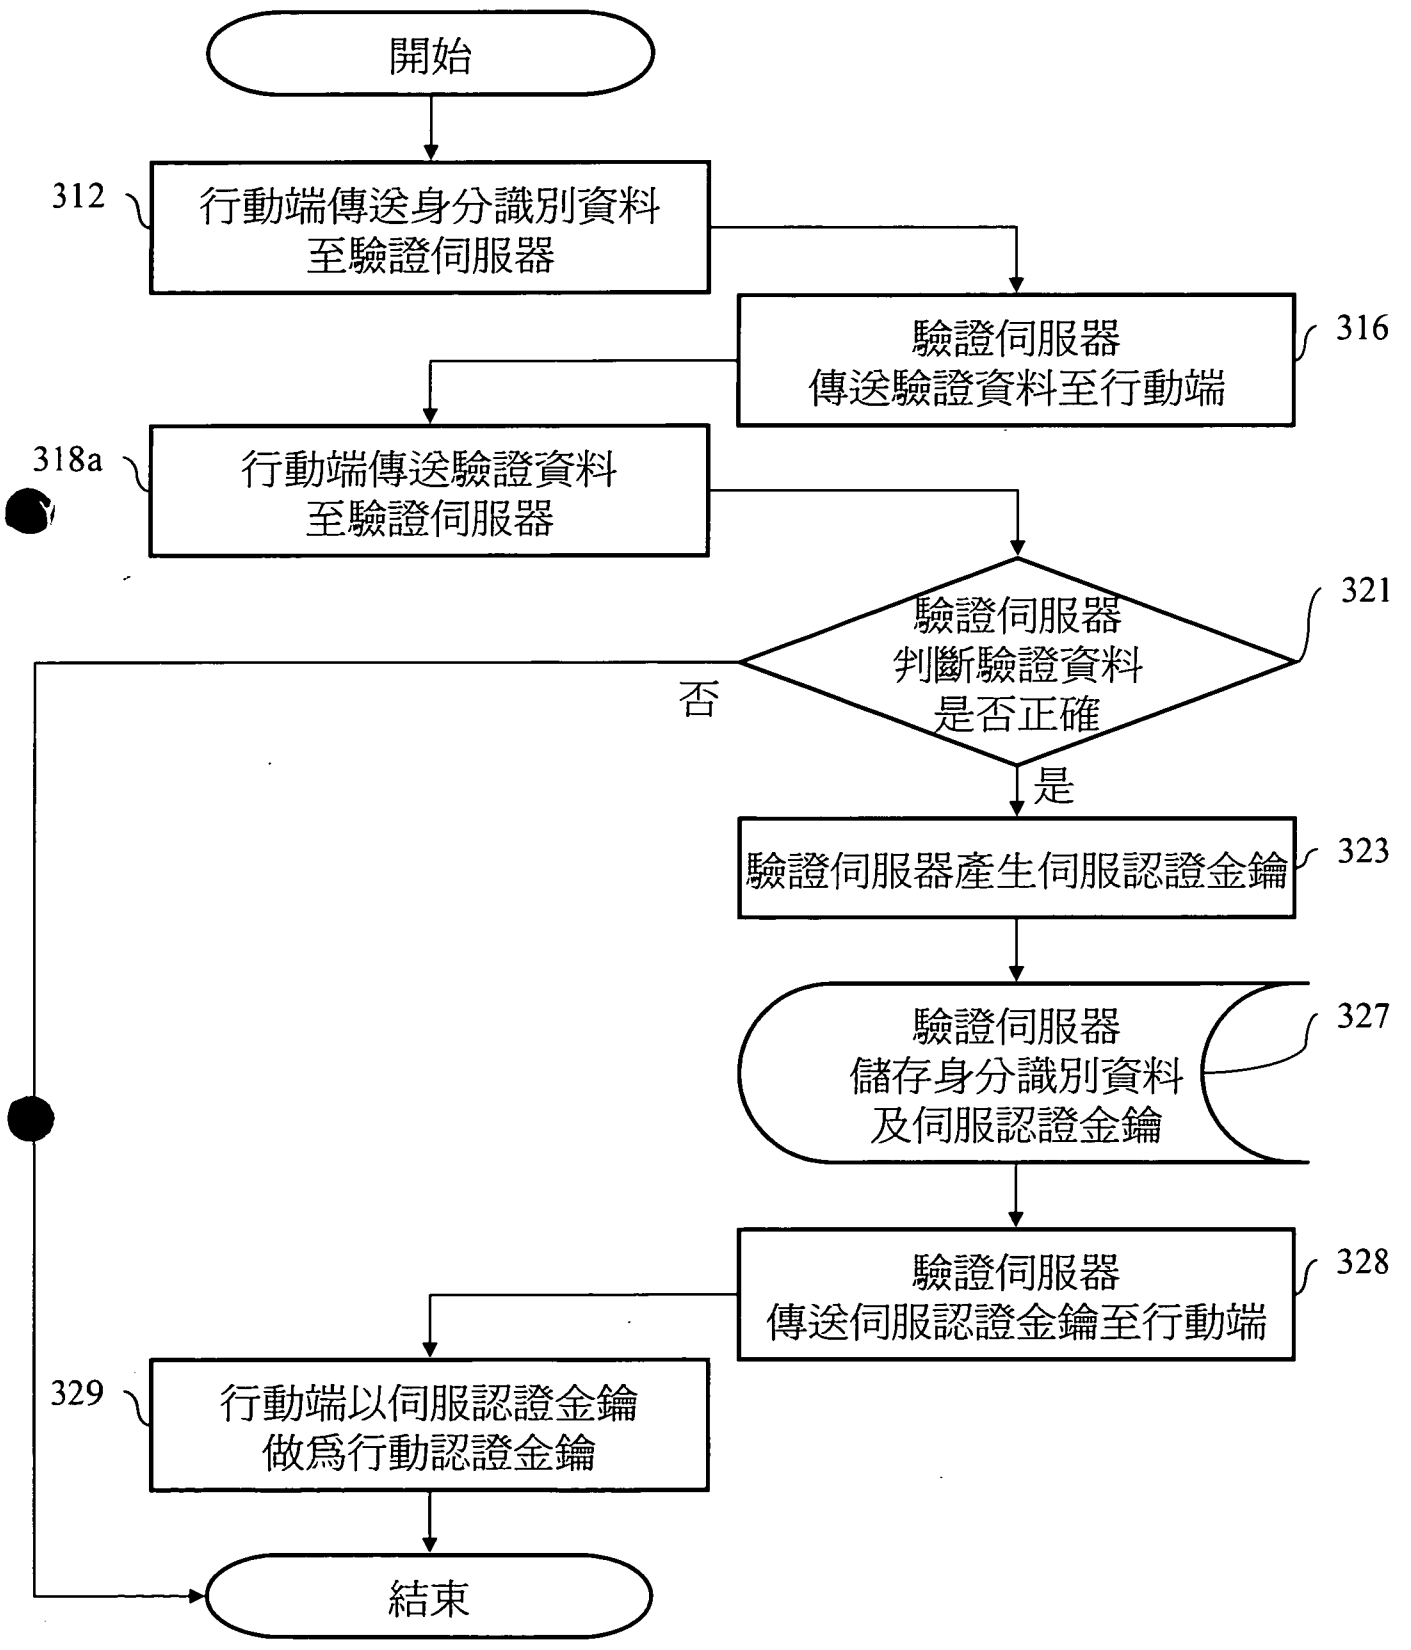 開始
312
行動端傳送身分識別資料
至驗證伺服器
316
驗證伺服器
傳送驗證資料至行動端
318a
行動端傳送驗證資料
至驗證伺服器
321
驗證伺服器
判斷驗證資料
是否正確
否
是
323
驗證伺服器產生伺服認證金鑰
327
驗證伺服器
儲存身分識別資料
及伺服認證金鑰
328
驗證伺服器
傳送伺服認證金鑰至行動端
329
行動端以伺服認證金鑰
做爲行動認證金鑰
結束